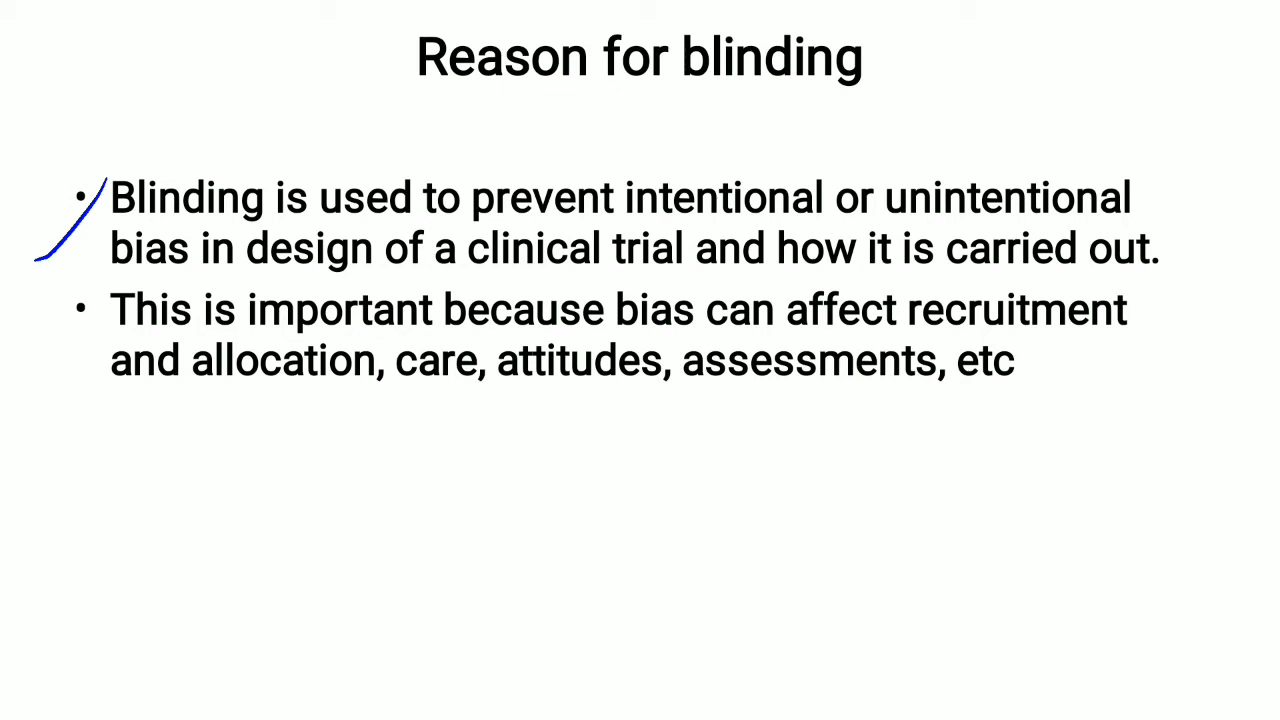 Reason for blinding
• Blinding is used to prevent intentional or unintentional
bias in design of a clinical trial and how it is carried out.
• This is important because bias can affect recruitment
and allocation, care, attitudes, assessments, etc